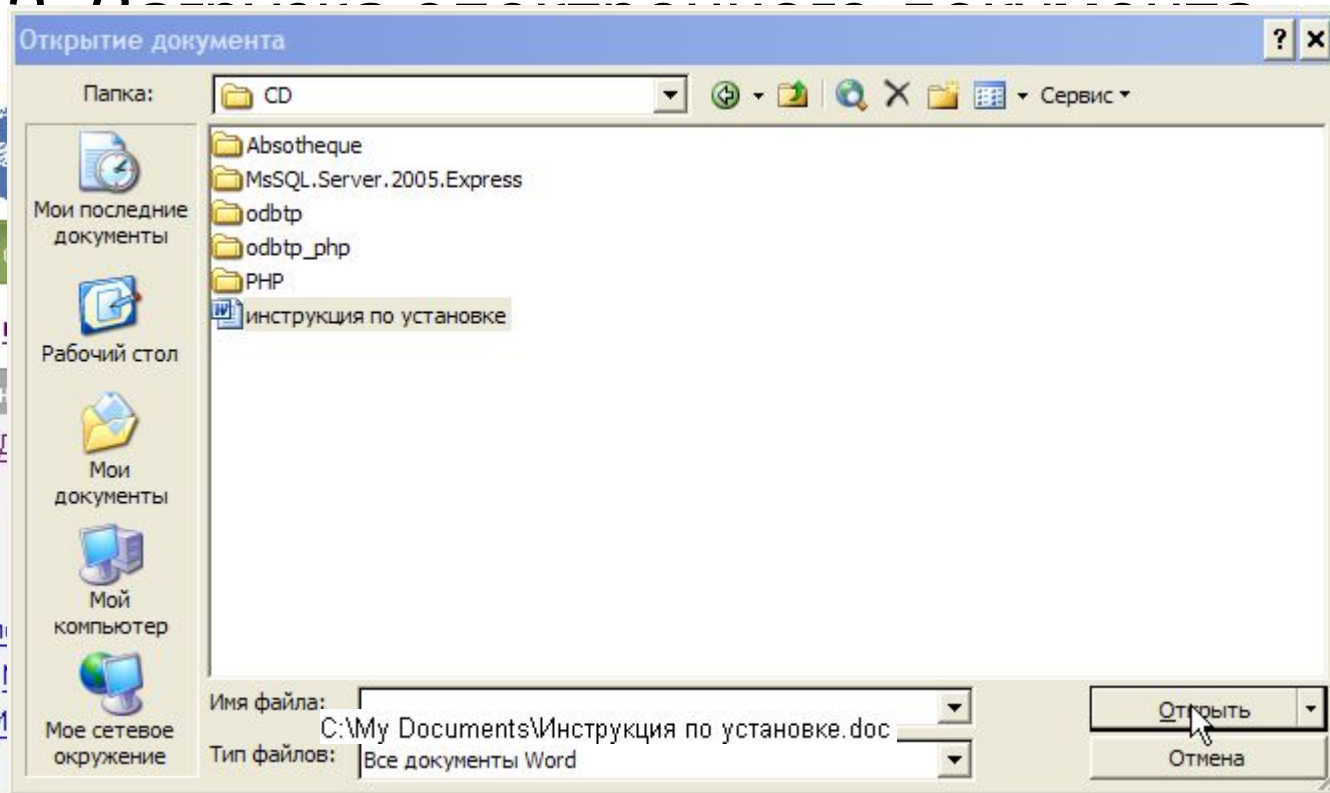 Открытие документа
Папка:
CD
Сервис
Absotheque
MsSQL.Server.2005.Express
odbtp
odbtp_php
PHP
инструкция по установке
Мои последние
документы
Рабочий стол
Мои
документы
Мой
компьютер
Мое сетевое
окружение
Имя файла:
C:\My Documents\Инструкция по установке.doc
Тип файлов:
Все документы Word
Открыть
Отмена